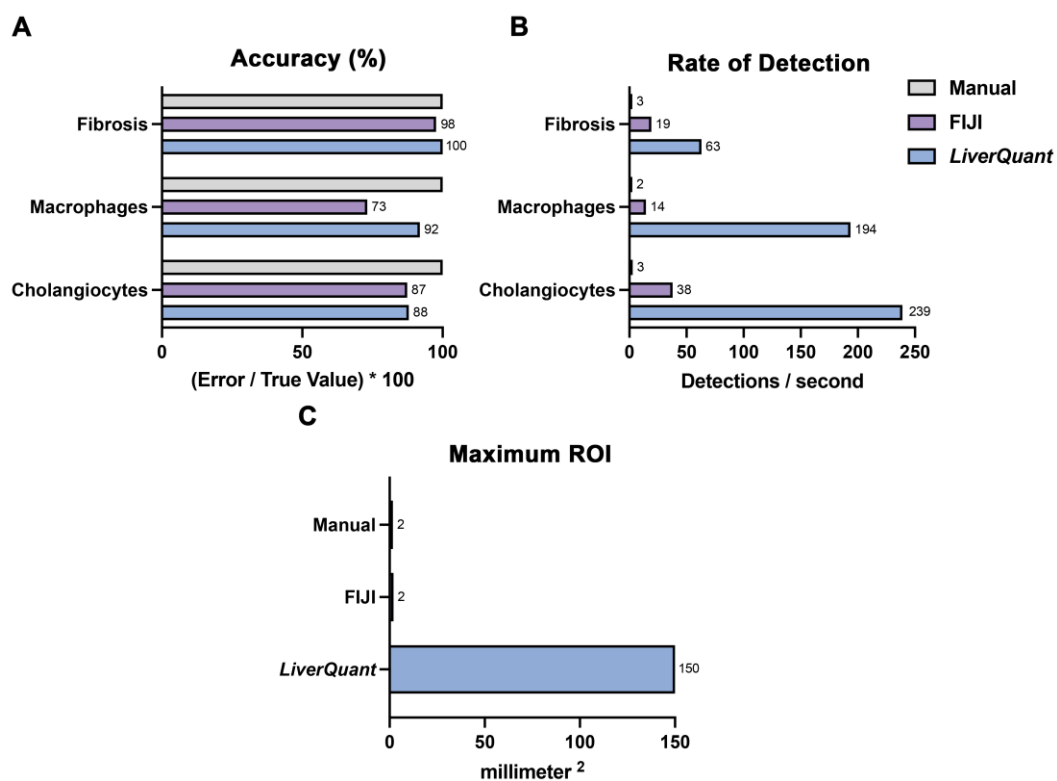 A
Accuracy (%)
Fibrosis
98
100
Macrophages
73
92
Cholangiocytes
87
88
0
50
100
(Error / True Value) * 100
B
Rate of Detection
Manual
FIJI
LiverQuant
Fibrosis
3
19
63
Macrophages
2
14
194
Cholangiocytes
3
38
239
0
50
100
150
200
250
Detections / second
C
Maximum ROI
Manual
2
FIJI
2
LiverQuant
150
0
50
100
150
millimeter ²